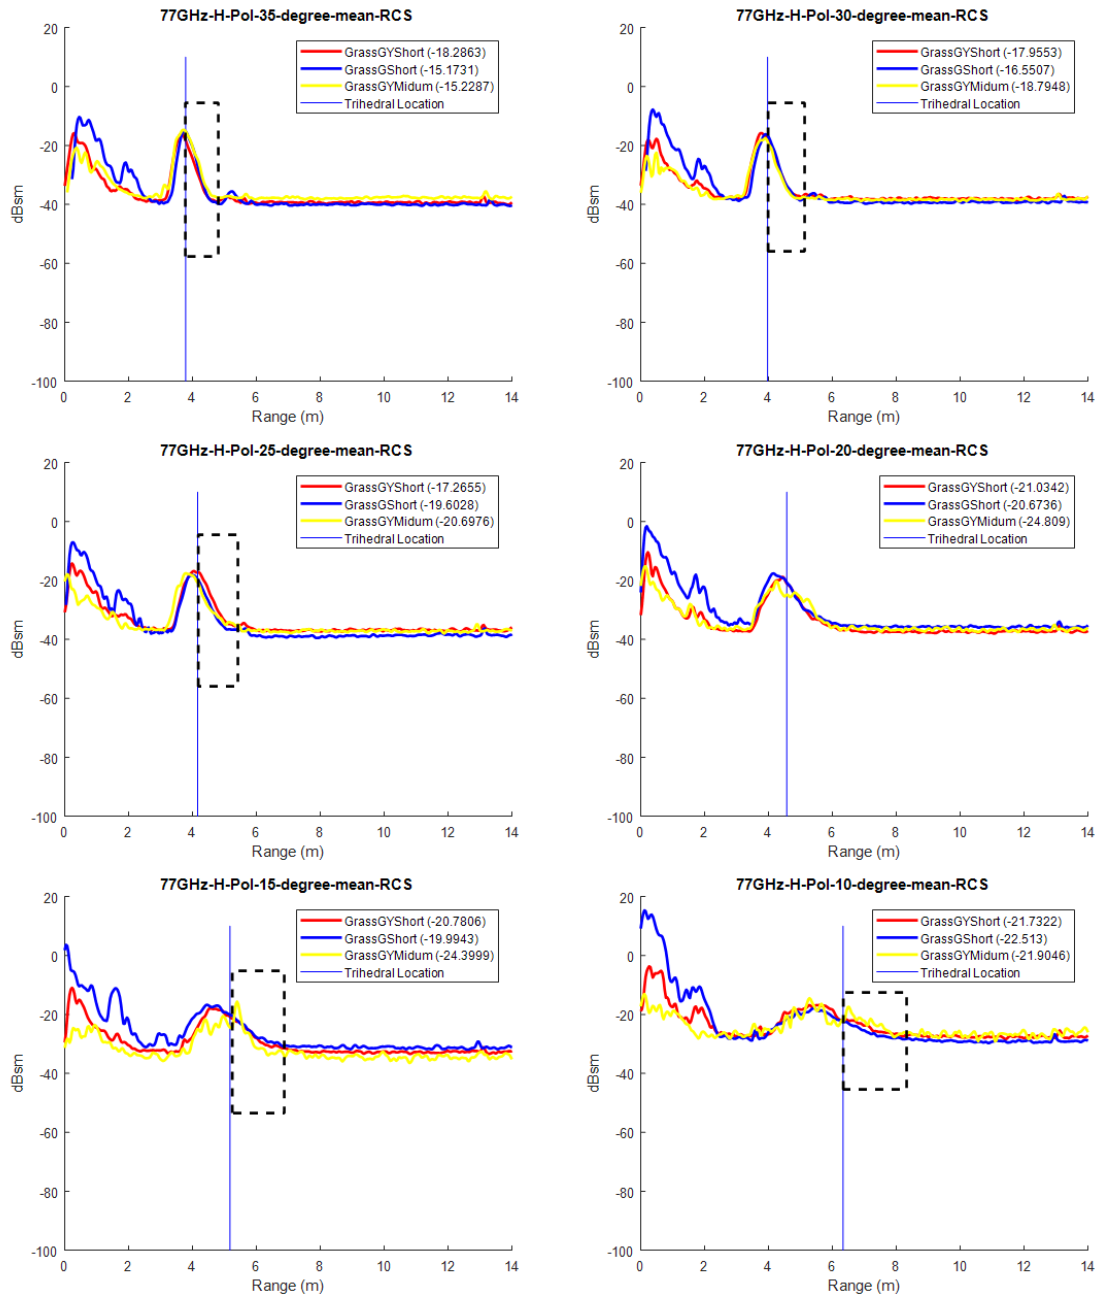 77GHz-H-Pol-35-degree-mean-RCS
20
0
-20
-40
-60
-80
-100
dBsm
GrassGYShort (-18.2863)
GrassGShort (-15.1731)
GrassGYMidum (-15.2287)
Trihedral Location
0 2 4 6 8 10 12 14
Range (m)
77GHz-H-Pol-30-degree-mean-RCS
20
0
-20
-40
-60
-80
-100
dBsm
GrassGYShort (-17.9553)
GrassGShort (-16.5507)
GrassGYMidum (-18.7948)
Trihedral Location
0 2 4 6 8 10 12 14
Range (m)
77GHz-H-Pol-25-degree-mean-RCS
20
0
-20
-40
-60
-80
-100
dBsm
GrassGYShort (-17.2655)
GrassGShort (-19.6028)
GrassGYMidum (-20.6976)
Trihedral Location
0 2 4 6 8 10 12 14
Range (m)
77GHz-H-Pol-20-degree-mean-RCS
20
0
-20
-40
-60
-80
-100
dBsm
GrassGYShort (-21.0342)
GrassGShort (-20.6736)
GrassGYMidum (-24.809)
Trihedral Location
0 2 4 6 8 10 12 14
Range (m)
77GHz-H-Pol-15-degree-mean-RCS
20
0
-20
-40
-60
-80
-100
dBsm
GrassGYShort (-20.7806)
GrassGShort (-19.9943)
GrassGYMidum (-24.3999)
Trihedral Location
0 2 4 6 8 10 12 14
Range (m)
77GHz-H-Pol-10-degree-mean-RCS
20
0
-20
-40
-60
-80
-100
dBsm
GrassGYShort (-21.7322)
GrassGShort (-22.513)
GrassGYMidum (-21.9046)
Trihedral Location
0 2 4 6 8 10 12 14
Range (m)